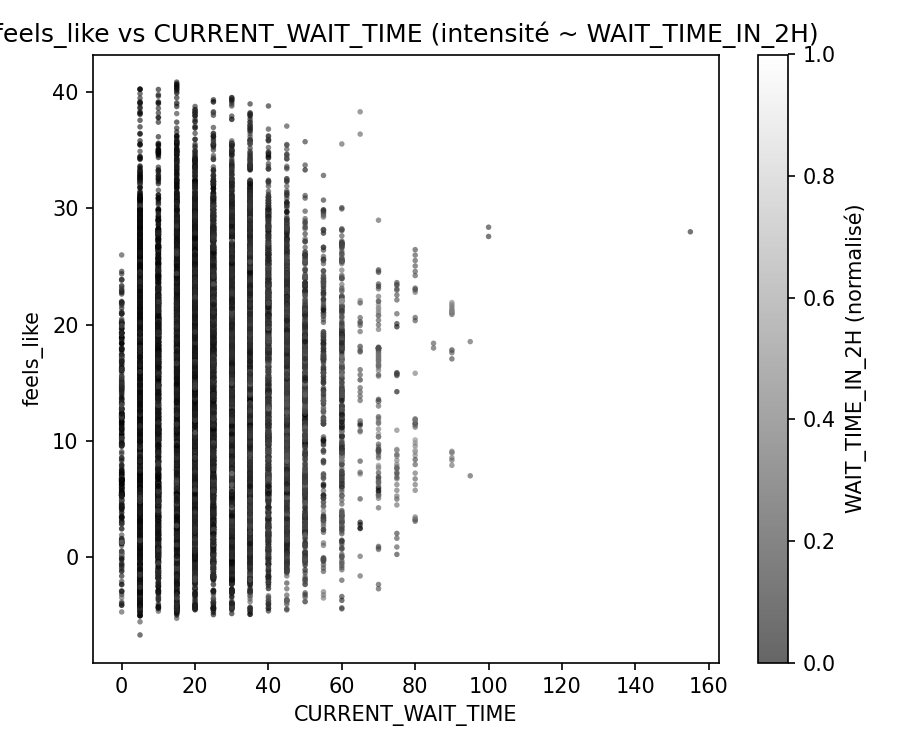 feels_like vs CURRENT_WAIT_TIME (intensité ~ WAIT_TIME_IN_2H)
40
30
20
10
0
feels_like
0 20 40 60 80 100 120 140 160
CURRENT_WAIT_TIME
1.0
0.8
0.6
0.4
0.2
0.0
WAIT_TIME_IN_2H (normalisé)